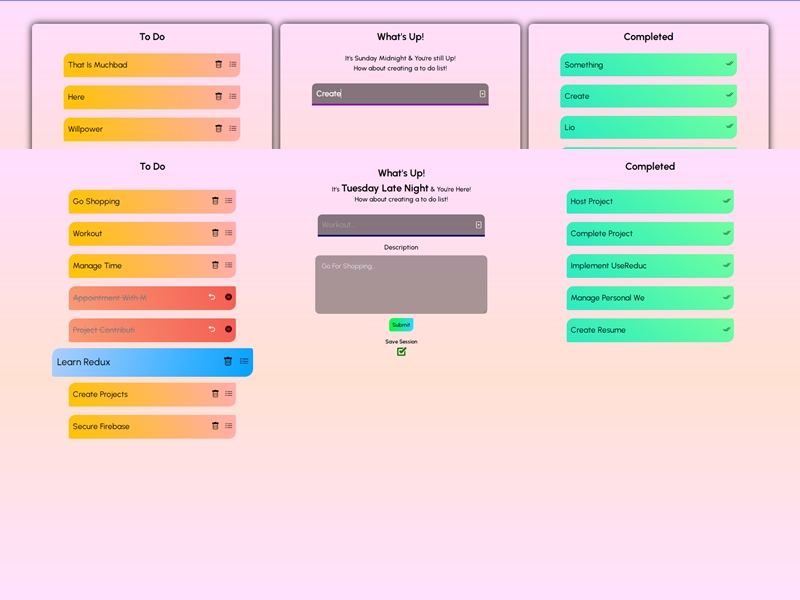 To Do
That Is Muchbad
Here
Willpower
What's Up!
It's Sunday Midnight & You're still Up!
How about creating a to do list!
Create
Completed
Something
Create
Lio
To Do
Go Shopping
Workout
Manage Time
Appointment With M
Project Contributi
Learn Redux
Create Projects
Secure Firebase
What's Up!
It's Tuesday Late Night & You're Here!
How about creating a to do list!
Workout...
Description
Go For Shopping...
Submit
Save Session
Completed
Host Project
Complete Project
Implement UseReduc
Manage Personal We
Create Resume